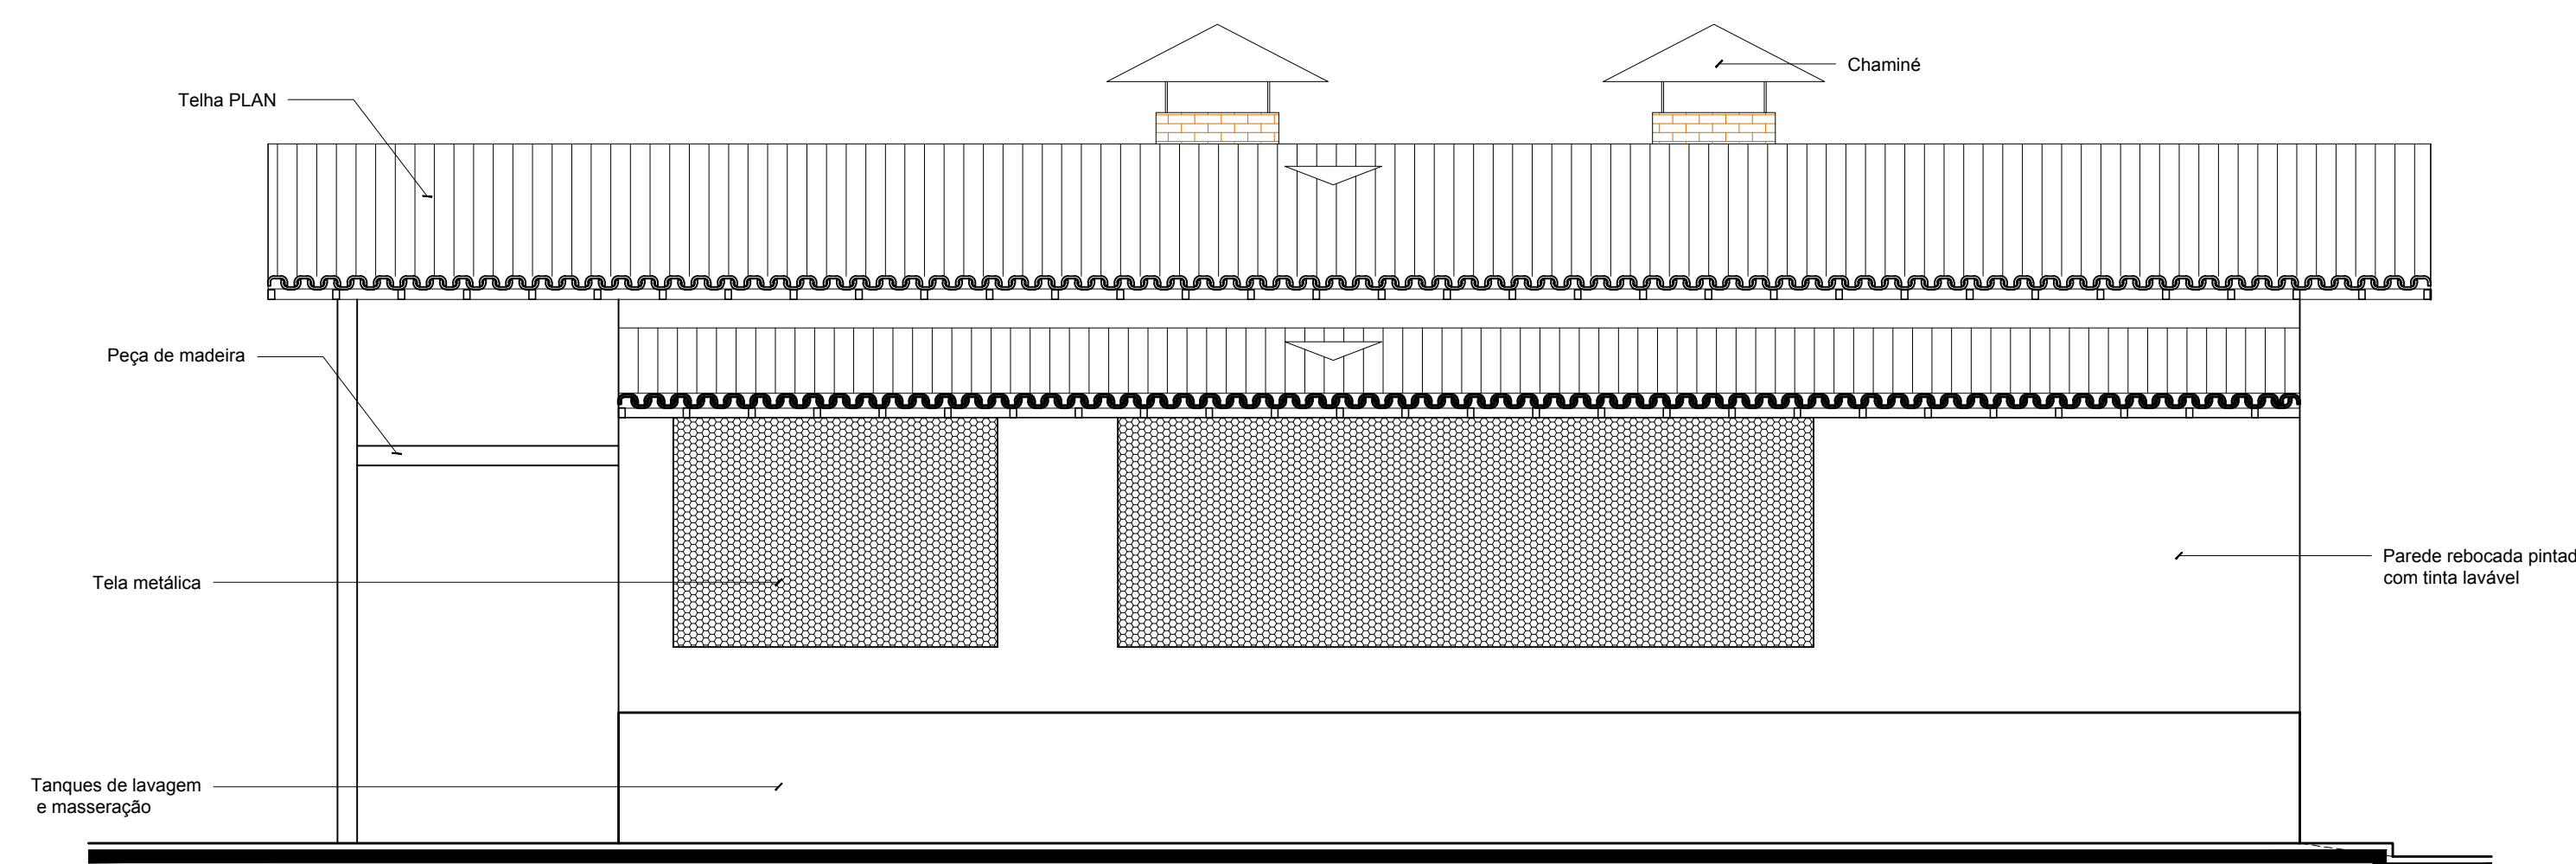 Chaminé
Telha PLAN
Peça de madeira
Parede rebocada pintad
com tinta lavável
Tela metálica
Tanques de lavagem
e masseração